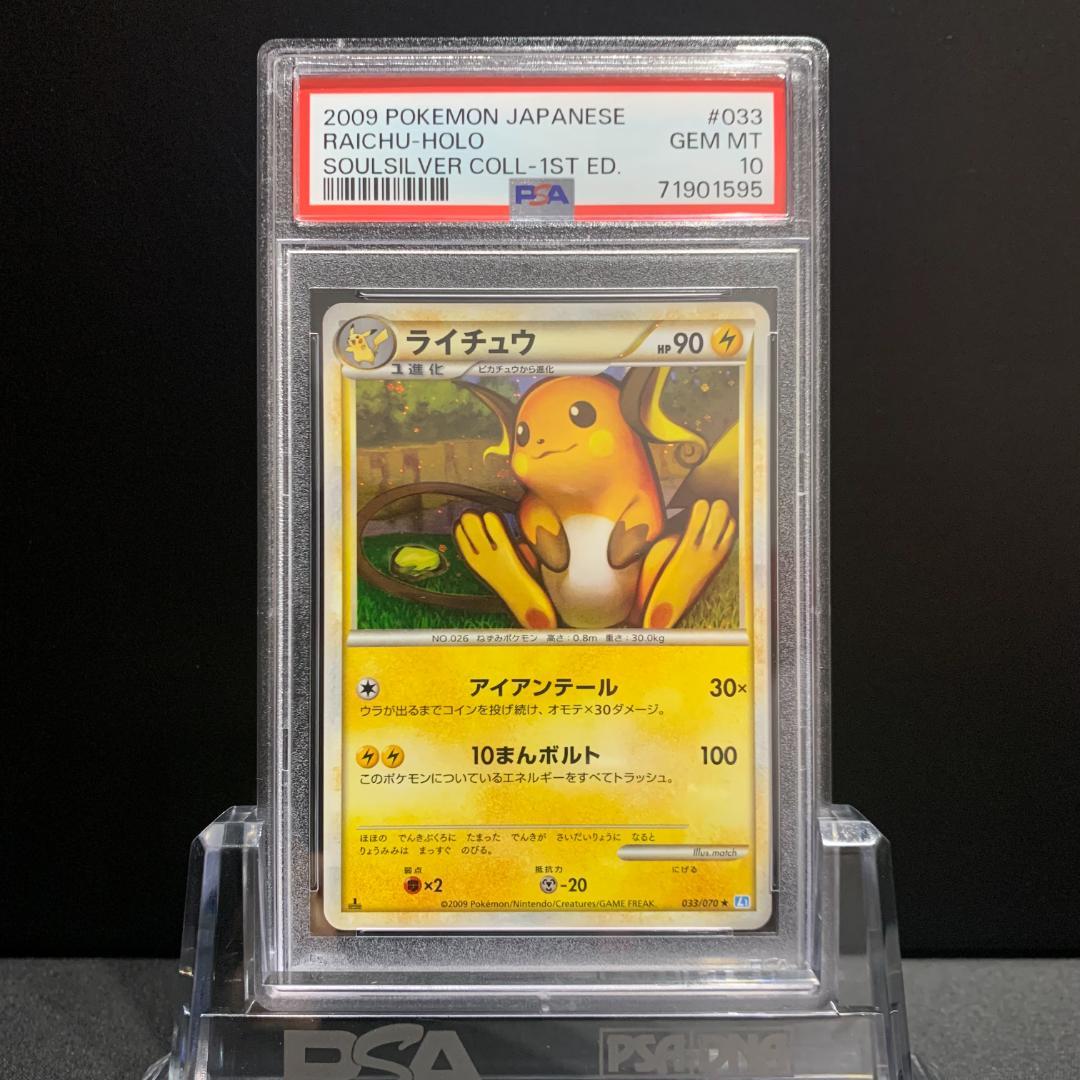 2009 POKEMON JAPANESE #033
RAICHU-HOLO GEM MT
SOULSILVER COLL-1ST ED. 10
PSA 71901595
ライチュウ HP90
1進化 ピカチュウから進化
NO.026 ねずみポケモン 高さ:0.8m 重さ:30.0kg
アイアンテール 30×
ウラが出るまでコインを投げ続け、オモテ×30ダメージ。
10まんボルト 100
このポケモンについているエネルギーをすべてトラッシュ。
ほほの でんきぶくろに たまった でんきが さいだいりょうに なると
りょうみみは まっすぐ のびる。
Illus. match
弱点 抵抗力 にげる
×2 -20
1 ©2009 Pokémon/Nintendo/Creatures/GAME FREAK. 033/070 ★ L1
PSA PSA/DNA